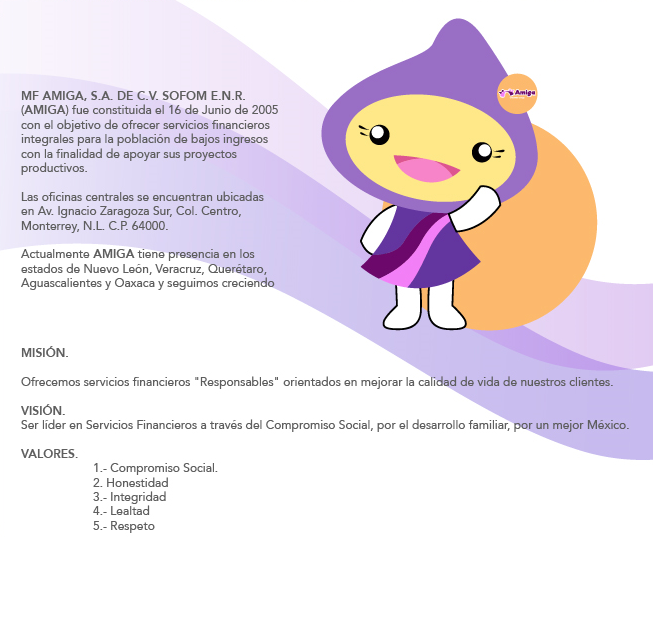 MF AMIGA, S.A. DE C.V. SOFOM E.N.R.
(AMIGA) fue constituida el 16 de Junio de 2005
con el objetivo de ofrecer servicios financieros
integrales para la población de bajos ingresos
con la finalidad de apoyar sus proyectos
productivos.
Las oficinas centrales se encuentran ubicadas
en Av. Ignacio Zaragoza Sur, Col. Centro,
Monterrey, N.L. C.P. 64000.
Actualmente AMIGA tiene presencia en los
estados de Nuevo León, Veracruz, Querétaro,
Aguascalientes y Oaxaca y seguimos creciendo
Amiga
MISIÓN.
Ofrecemos servicios financieros "Responsables" orientados en mejorar la calidad de vida de nuestros clientes.
VISIÓN.
Ser líder en Servicios Financieros a través del Compromiso Social, por el desarrollo familiar, por un mejor México.
VALORES.
1.- Compromiso Social.
2. Honestidad
3.- Integridad
4.- Lealtad
5.- Respeto